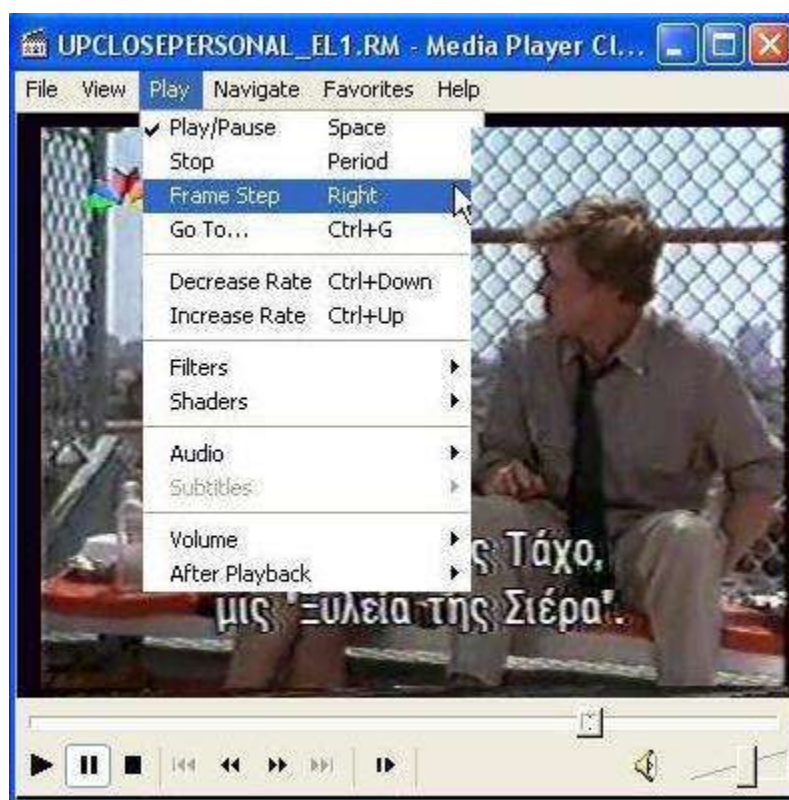 UPCLOSEPERSONAL_EL1.RM - Media Player Cl...
File View Play Navigate Favorites Help
Play/Pause Space
Stop Period
Frame Step Right
Go To... Ctrl+G
Decrease Rate Ctrl+Down
Increase Rate Ctrl+Up
Filters
Shaders
Audio
Subtitles
Volume
After Playback
ς Τάχο,
μις "Ξυλεία της Σιέρα".